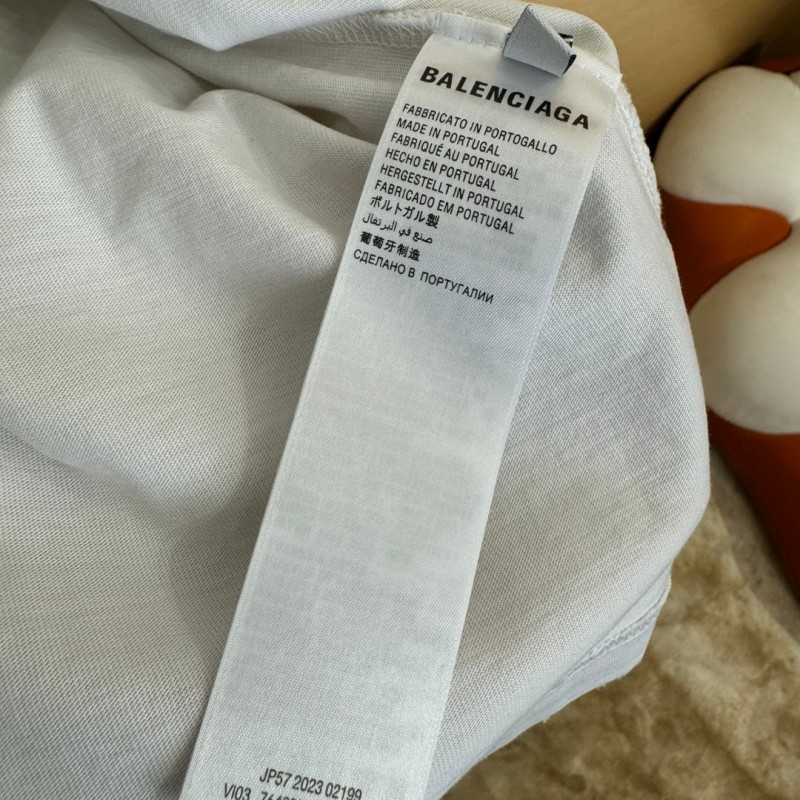 BALENCIAGA
FABBRICATO IN PORTOGALLO
MADE IN PORTUGAL
FABRIQUÉ AU PORTUGAL
HECHO EN PORTUGAL
HERGESTELLT IN PORTUGAL
FABRICADO EM PORTUGAL
ポルトガル製
صنع في البرتغال
葡萄牙制造
СДЕЛАНО В ПОРТУГАЛИИ
JP57 2023 02199
VI03